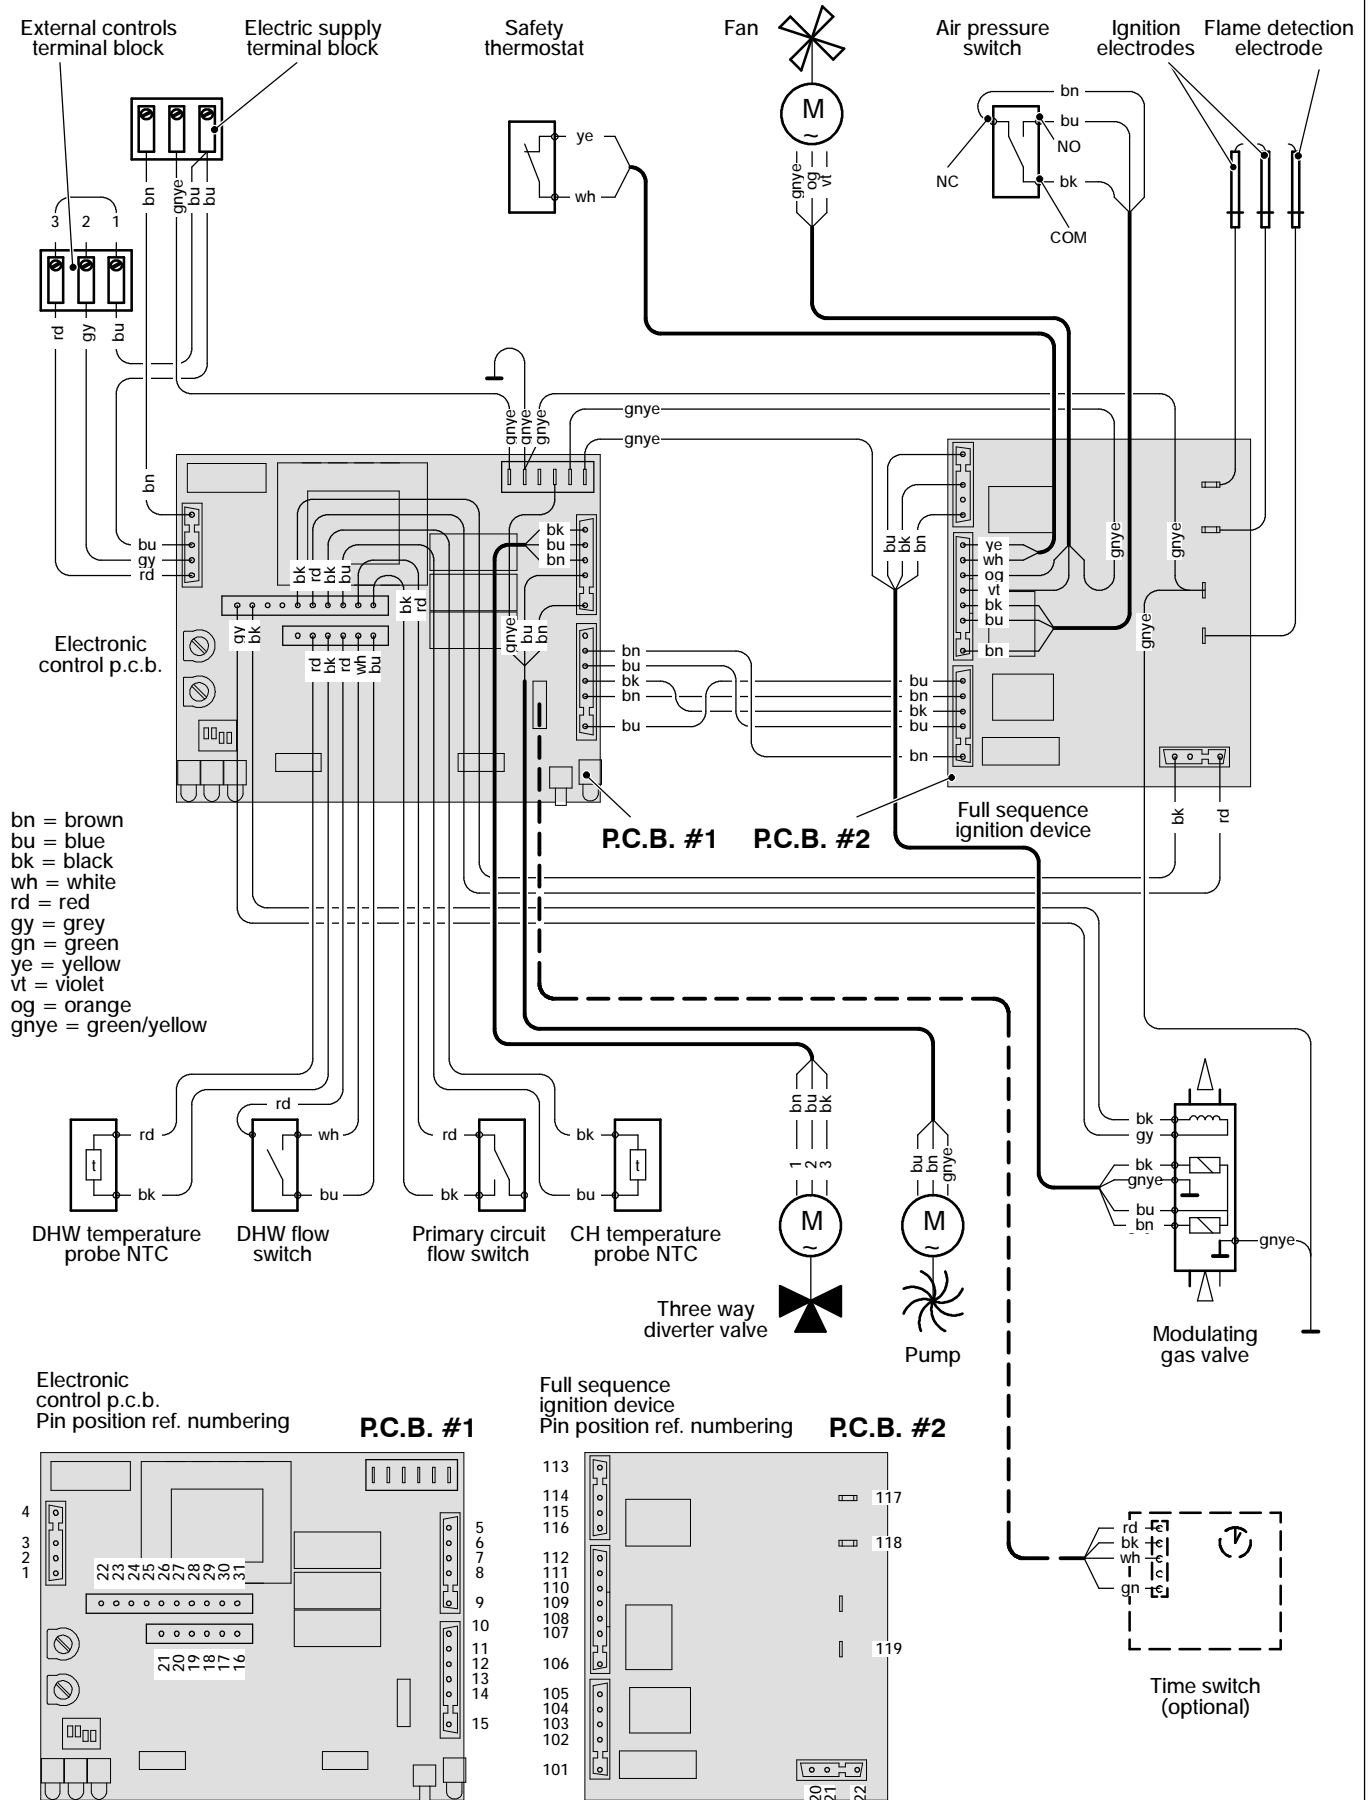 External controls
terminal block
Electric supply
terminal block
Safety
thermostat
Fan
Air pressure
switch
Ignition
electrodes
Flame detection
electrode
M
~
ye
wh
gnye
og
vt
bn
bu
NO
NC
bk
COM
bn
gnye
bu
bu
3 2 1
rd
gy
bu
gnye
gnye
gnye
gnye
gnye
bn
bu
gy
rd
bk
rd
bk
bu
bk
rd
bk
bu
bn
gnye
bu
bn
gy
bk
rd
bk
rd
wh
bu
bn
bu
bk
bn
bu
bu
bk
bn
ye
wh
og
vt
bk
bu
bn
gnye
gnye
gnye
bu
bn
bk
bu
bn
bk
rd
Electronic
control p.c.b.
P.C.B. #1
P.C.B. #2
Full sequence
ignition device
bn = brown
bu = blue
bk = black
wh = white
rd = red
gy = grey
gn = green
ye = yellow
vt = violet
og = orange
gnye = green/yellow
rd
t
bk
rd
wh
bu
rd
bk
bk
t
bu
bn
bu
bk
1
2
3
M
~
bu
bn
gnye
M
~
bk
gy
bk
gnye
bu
bn
gnye
DHW temperature
probe NTC
DHW flow
switch
Primary circuit
flow switch
CH temperature
probe NTC
Three way
diverter valve
Pump
Modulating
gas valve
Electronic
control p.c.b.
Pin position ref. numbering
P.C.B. #1
4
3
2
1
22 23 24 25 26 27 28 29 30 31
21 20 19 18 17 16
5
6
7
8
9
10
11
12
13
14
15
Full sequence
ignition device
Pin position ref. numbering
P.C.B. #2
113
114
115
116
112
111
110
109
108
107
106
105
104
103
102
101
117
118
119
rd
bk
wh
gn
Time switch
(optional)